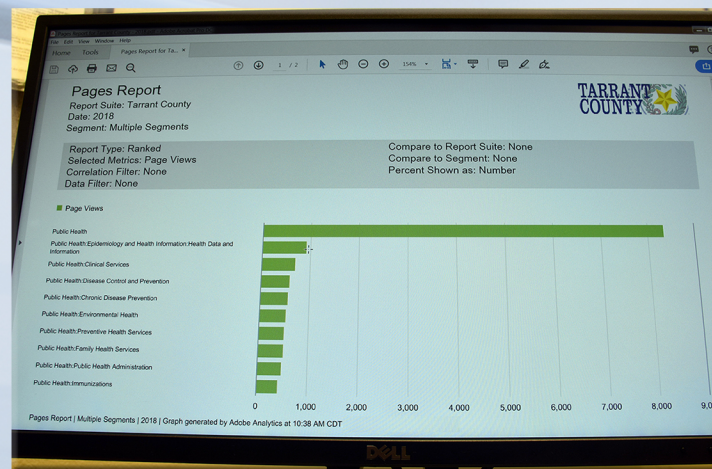 File Edit View Window Help
Home Tools Pages Report for Ta... ×
1 / 2 154%
Pages Report
Report Suite: Tarrant County
Date: 2018
Segment: Multiple Segments
TARRANT
COUNTY
Report Type: Ranked
Selected Metrics: Page Views
Correlation Filter: None
Data Filter: None
Compare to Report Suite: None
Compare to Segment: None
Percent Shown as: Number
Page Views
Public Health
Public Health:Epidemiology and Health Information:Health Data and
Information
Public Health:Clinical Services
Public Health:Disease Control and Prevention
Public Health:Chronic Disease Prevention
Public Health:Environmental Health
Public Health:Preventive Health Services
Public Health:Family Health Services
Public Health:Public Health Administration
Public Health:Immunizations
0 1,000 2,000 3,000 4,000 5,000 6,000 7,000 8,000 9,0
Pages Report | Multiple Segments | 2018 | Graph generated by Adobe Analytics at 10:38 AM CDT
DELL